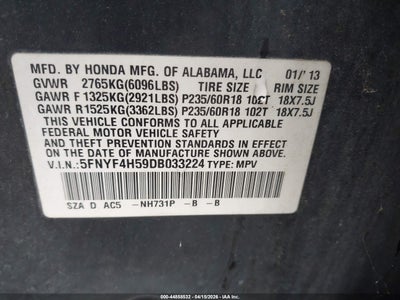 MFD. BY HONDA MFG. OF ALABAMA, LLC 01/'13
GVWR 2765KG(6096LBS) TIRE SIZE RIM SIZE
GAWR F 1325KG(2921LBS) P235/60R18 102T 18X7.5J
GAWR R 1525KG(3362LBS) P235/60R18 102T 18X7.5J
THIS VEHICLE CONFORMS TO ALL APPLICABLE
FEDERAL MOTOR VEHICLE SAFETY AND
THEFT PREVENTION STANDARDS IN EFFECT ON
THE DATE OF MANUFACTURE SHOWN ABOVE.
V.I.N.: 5FNYF4H59DB033224 TYPE: MPV
SZA D AC5 -NH731P -B -B
000-44858532 - 04/15/2026 - IAAI.COM